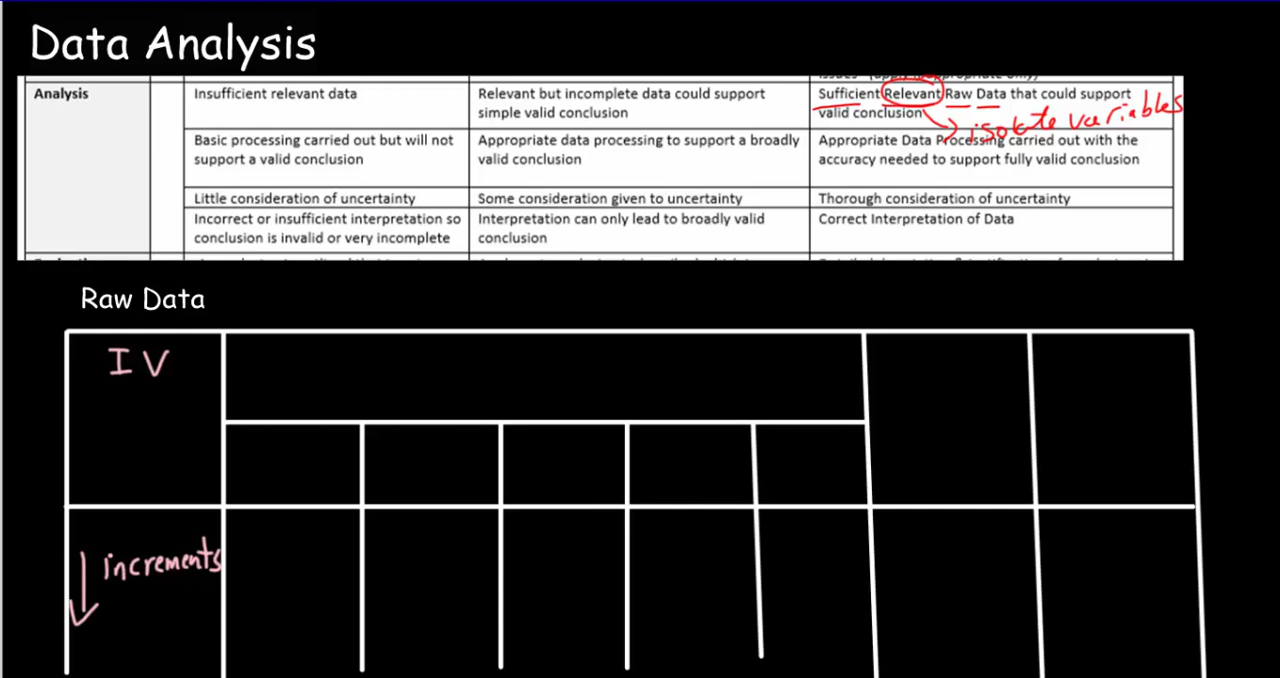 Data Analysis
Analysis
Insufficient relevant data
Relevant but incomplete data could support
simple valid conclusion
Sufficient Relevant Raw Data that could support
valid conclusion
isolate variables
Basic processing carried out but will not
support a valid conclusion
Appropriate data processing to support a broadly
valid conclusion
Appropriate Data Processing carried out with the
accuracy needed to support fully valid conclusion
Little consideration of uncertainty
Some consideration given to uncertainty
Thorough consideration of uncertainty
Incorrect or insufficient interpretation so
conclusion is invalid or very incomplete
Interpretation can only lead to broadly valid
conclusion
Correct Interpretation of Data
Raw Data
IV
increments